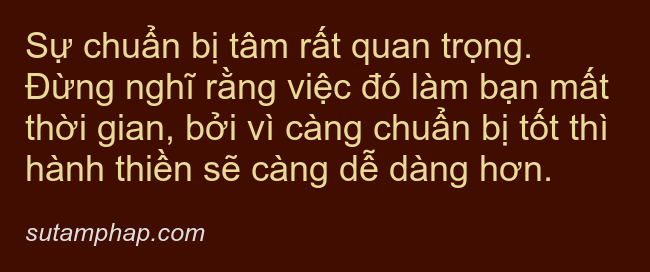 Sự chuẩn bị tâm rất quan trọng.
Đừng nghĩ rằng việc đó làm bạn mất
thời gian, bởi vì càng chuẩn bị tốt thì
hành thiền sẽ càng dễ dàng hơn.
sutamphap.com